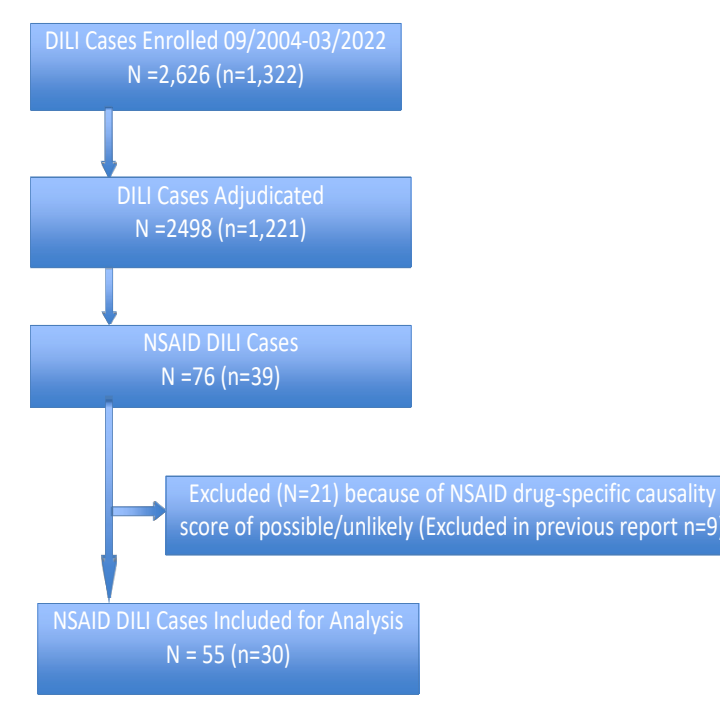 DILI Cases Enrolled 09/2004-03/2022
N =2,626 (n=1,322)
DILI Cases Adjudicated
N =2498 (n=1,221)
NSAID DILI Cases
N =76 (n=39)
Excluded (N=21) because of NSAID drug-specific causality
score of possible/unlikely (Excluded in previous report n=9)
NSAID DILI Cases Included for Analysis
N = 55 (n=30)